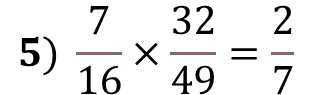 5) 7/16 × 32/49 = 2/7